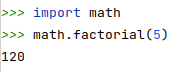 >>> import math
>>> math.factorial(5)
120